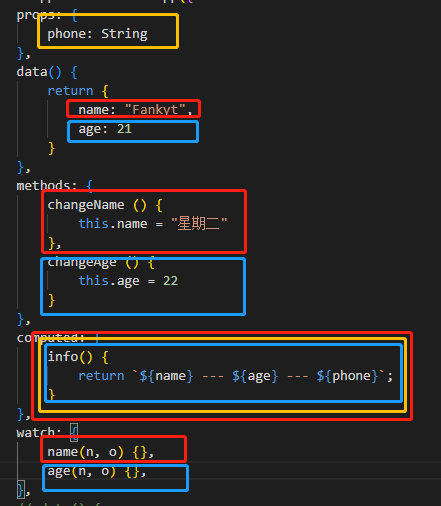 props: {
phone: String
},
data() {
return {
name: "Fankyt",
age: 21
}
},
methods: {
changeName () {
this.name = "星期二"
},
changeAge () {
this.age = 22
}
},
computed: {
info() {
return `${name} --- ${age} --- ${phone}`;
}
},
watch: {
name(n, o) {},
age(n, o) {},
},